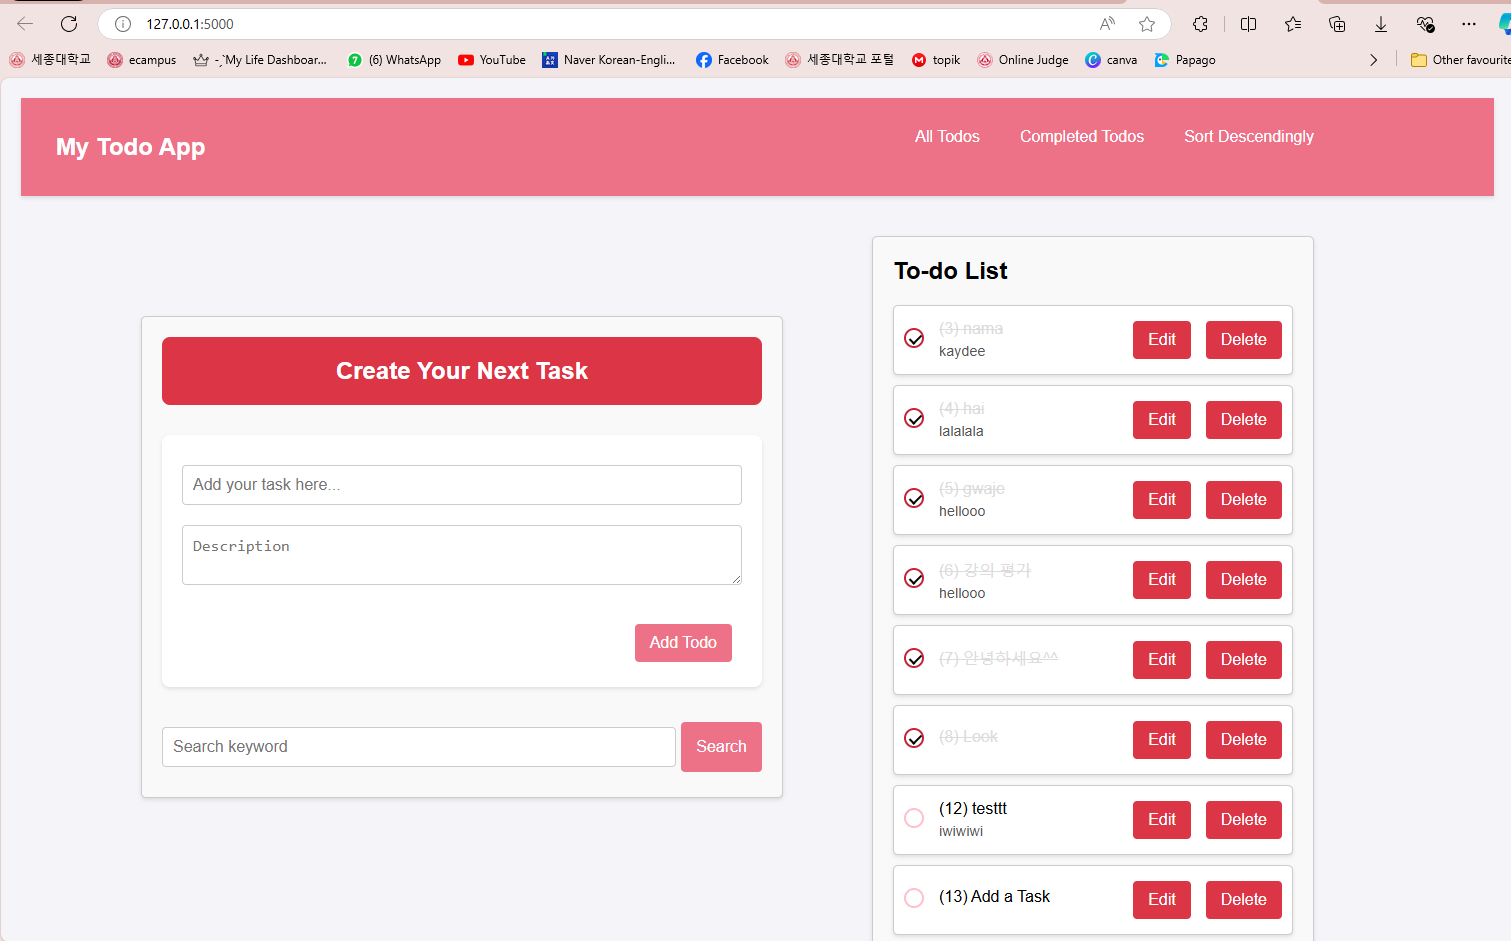 127.0.0.1:5000
세종대학교
ecampus
-ˏˋMy Life Dashboar...
(6) WhatsApp
YouTube
Naver Korean-Engli...
Facebook
세종대학교 포털
topik
Online Judge
canva
Papago
Other favourite
My Todo App
All Todos
Completed Todos
Sort Descendingly
Create Your Next Task
Add your task here...
Description
Add Todo
Search keyword
Search
To-do List
(3) nama
kaydee
Edit
Delete
(4) hai
lalalala
Edit
Delete
(5) gwaje
hellooo
Edit
Delete
(6) 강의 평가
hellooo
Edit
Delete
(7) 안녕하세요^^
Edit
Delete
(8) Look
Edit
Delete
(12) testtt
iwiwiwi
Edit
Delete
(13) Add a Task
Edit
Delete